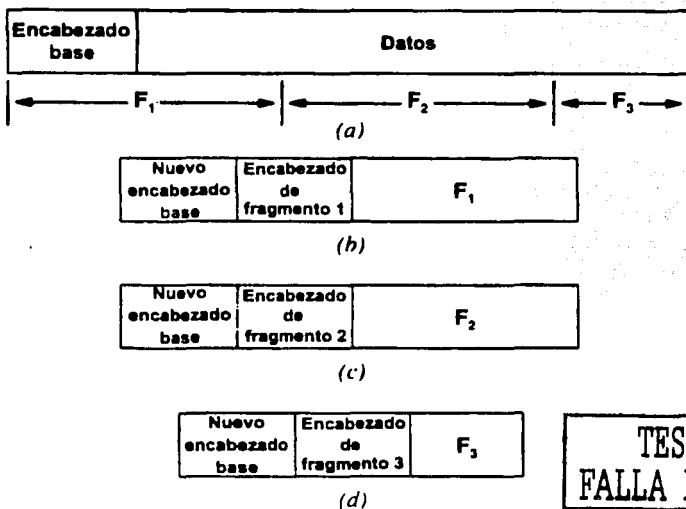 Encabezado base
Datos
F₁
F₂
F₃
(a)
Nuevo encabezado base
Encabezado de fragmento 1
F₁
(b)
Nuevo encabezado base
Encabezado de fragmento 2
F₂
(c)
Nuevo encabezado base
Encabezado de fragmento 3
F₃
(d)
FALLA